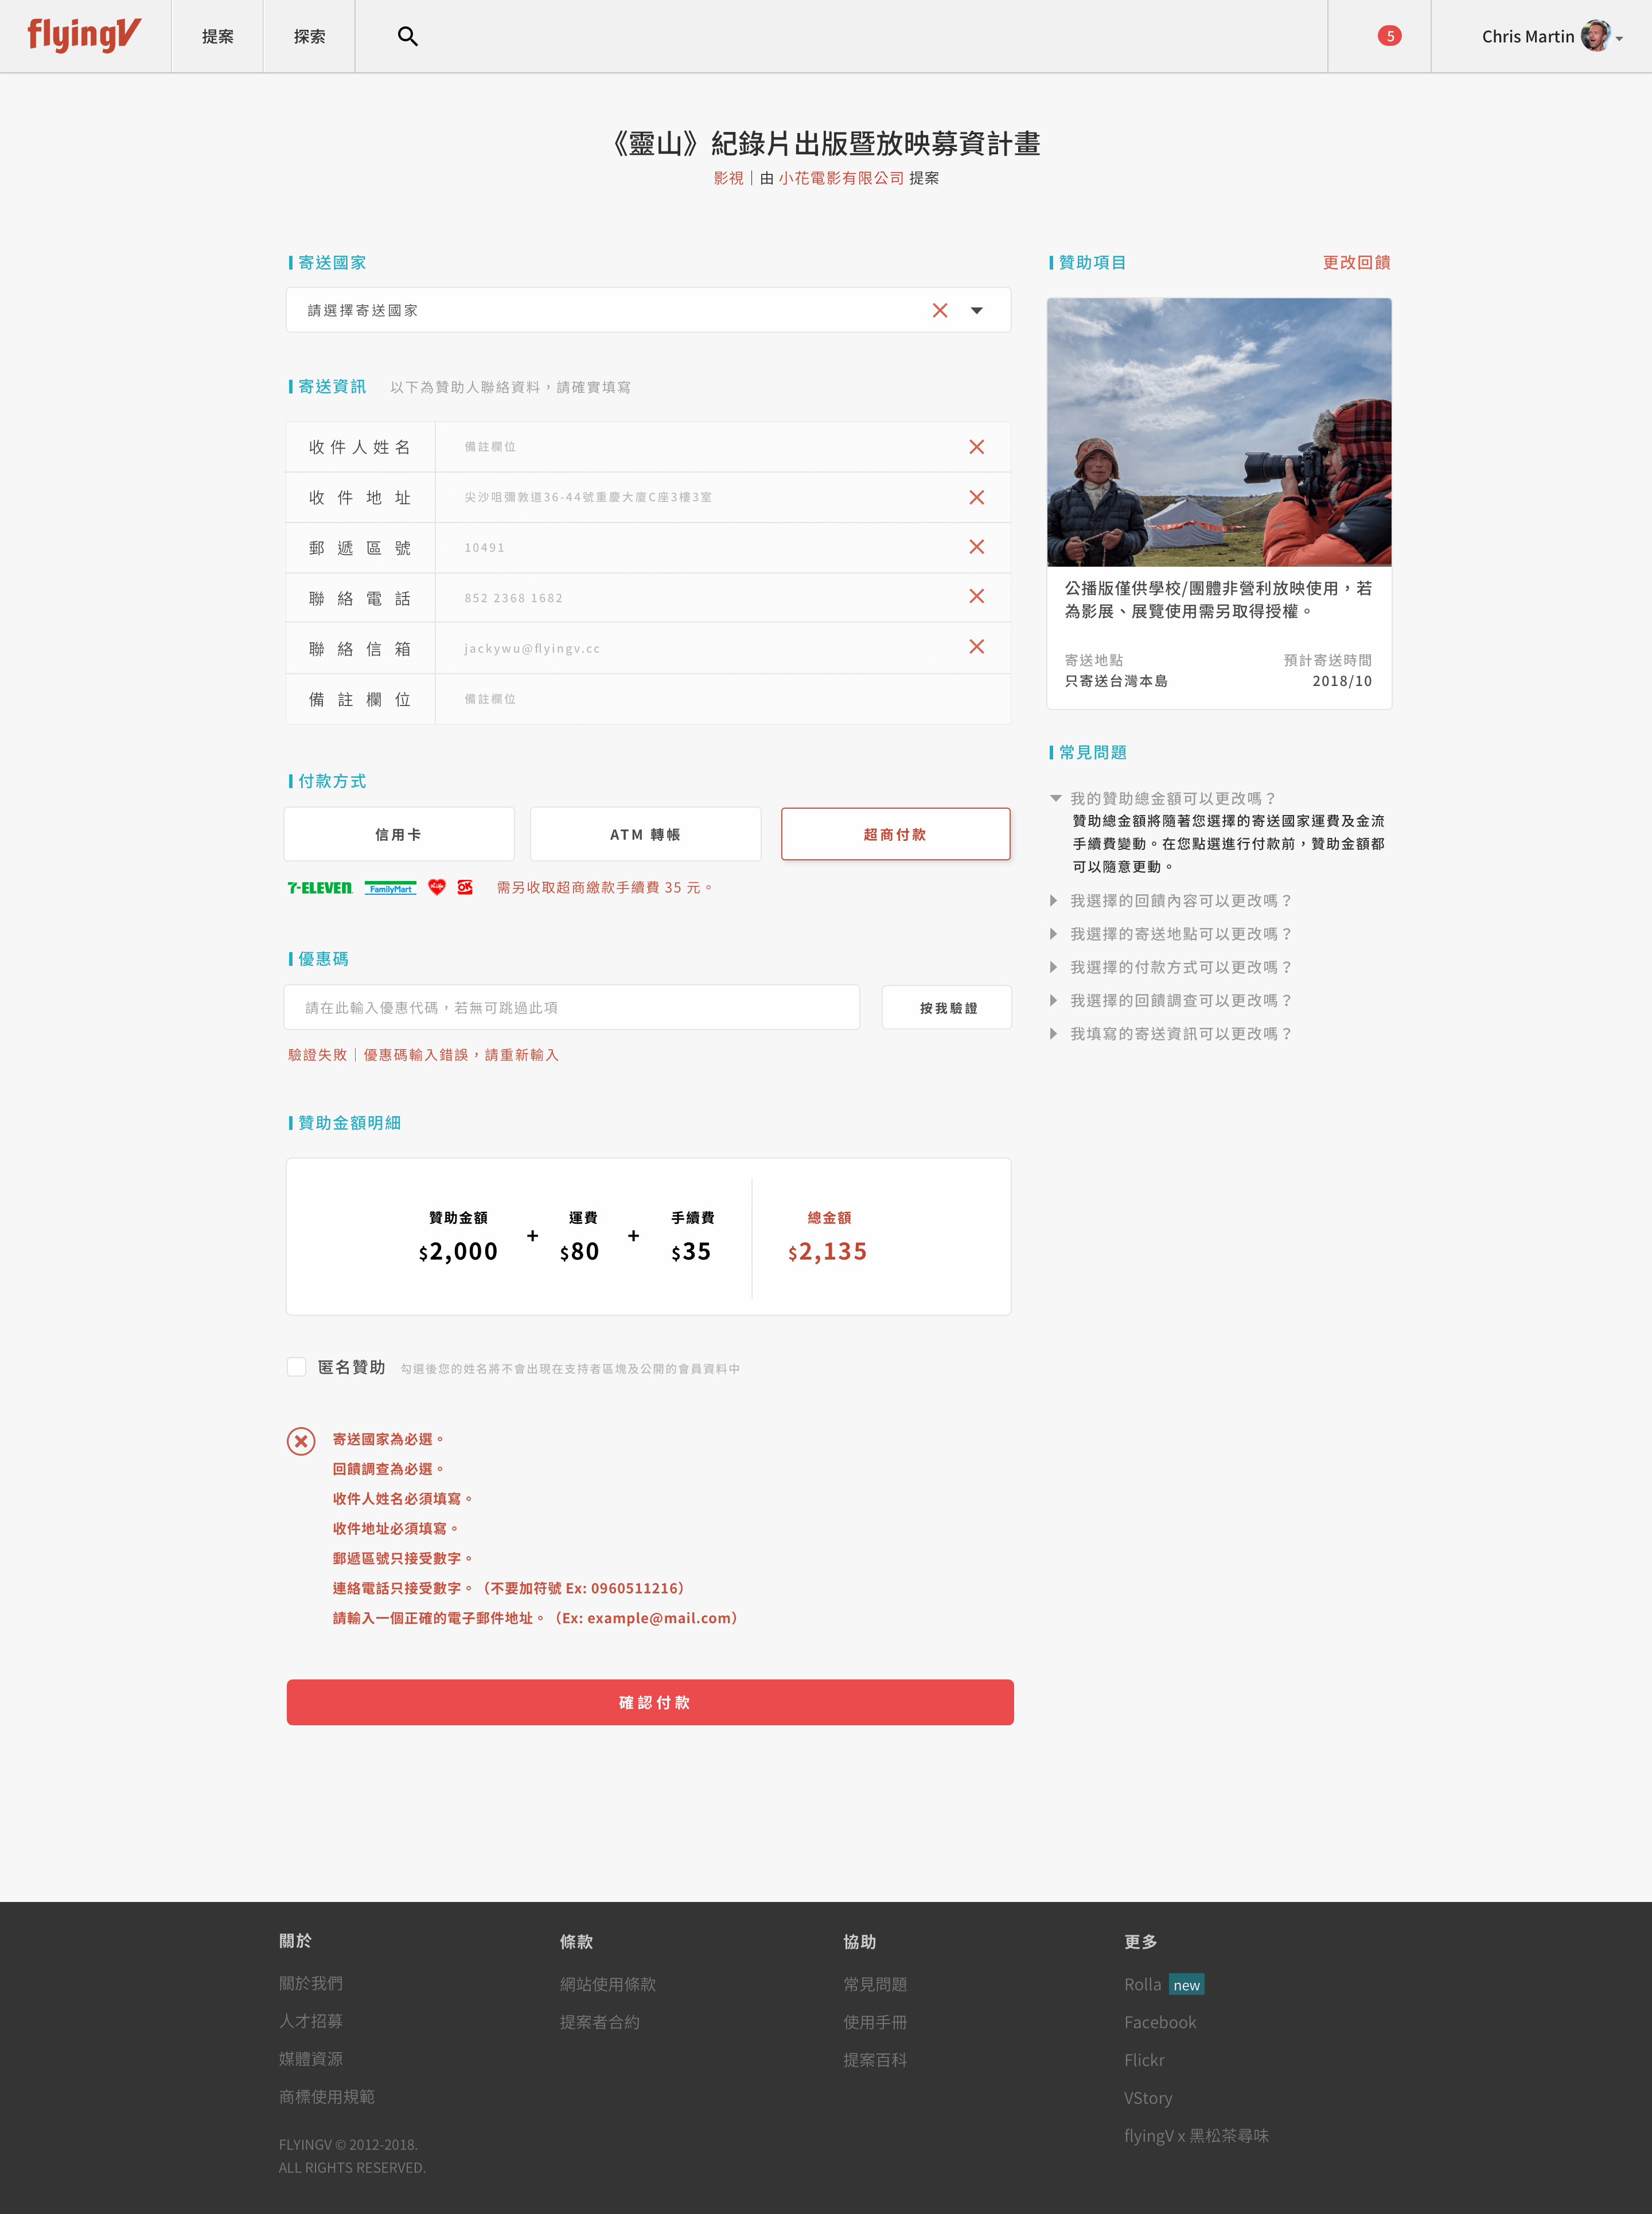 flyingV
提案
探索
5
Chris Martin
《靈山》紀錄片出版暨放映募資計畫
影視｜由 小花電影有限公司 提案
寄送國家
請選擇寄送國家
寄送資訊 以下為贊助人聯絡資料，請確實填寫
收件人姓名 備註欄位
收件地址 尖沙咀彌敦道36-44號重慶大廈C座3樓3室
郵遞區號 10491
聯絡電話 852 2368 1682
聯絡信箱 jackywu@flyingv.cc
備註欄位 備註欄位
付款方式
信用卡
ATM 轉帳
超商付款
7-ELEVEN FamilyMart Hi-Life OK 需另收取超商繳款手續費 35 元。
優惠碼
請在此輸入優惠代碼，若無可跳過此項
按我驗證
驗證失敗｜優惠碼輸入錯誤，請重新輸入
贊助金額明細
贊助金額 運費 手續費 總金額
$2,000 + $80 + $35 $2,135
匿名贊助 勾選後您的姓名將不會出現在支持者區塊及公開的會員資料中
寄送國家為必選。
回饋調查為必選。
收件人姓名必須填寫。
收件地址必須填寫。
郵遞區號只接受數字。
連絡電話只接受數字。（不要加符號 Ex: 0960511216）
請輸入一個正確的電子郵件地址。（Ex: example@mail.com）
確認付款
贊助項目
更改回饋
公播版僅供學校/團體非營利放映使用，若
為影展、展覽使用需另取得授權。
寄送地點 預計寄送時間
只寄送台灣本島 2018/10
常見問題
我的贊助總金額可以更改嗎？
贊助總金額將隨著您選擇的寄送國家運費及金流
手續費變動。在您點選進行付款前，贊助金額都
可以隨意更動。
我選擇的回饋內容可以更改嗎？
我選擇的寄送地點可以更改嗎？
我選擇的付款方式可以更改嗎？
我選擇的回饋調查可以更改嗎？
我填寫的寄送資訊可以更改嗎？
關於
關於我們
人才招募
媒體資源
商標使用規範
FLYINGV © 2012-2018.
ALL RIGHTS RESERVED.
條款
網站使用條款
提案者合約
協助
常見問題
使用手冊
提案百科
更多
Rolla new
Facebook
Flickr
VStory
flyingV x 黑松茶尋味